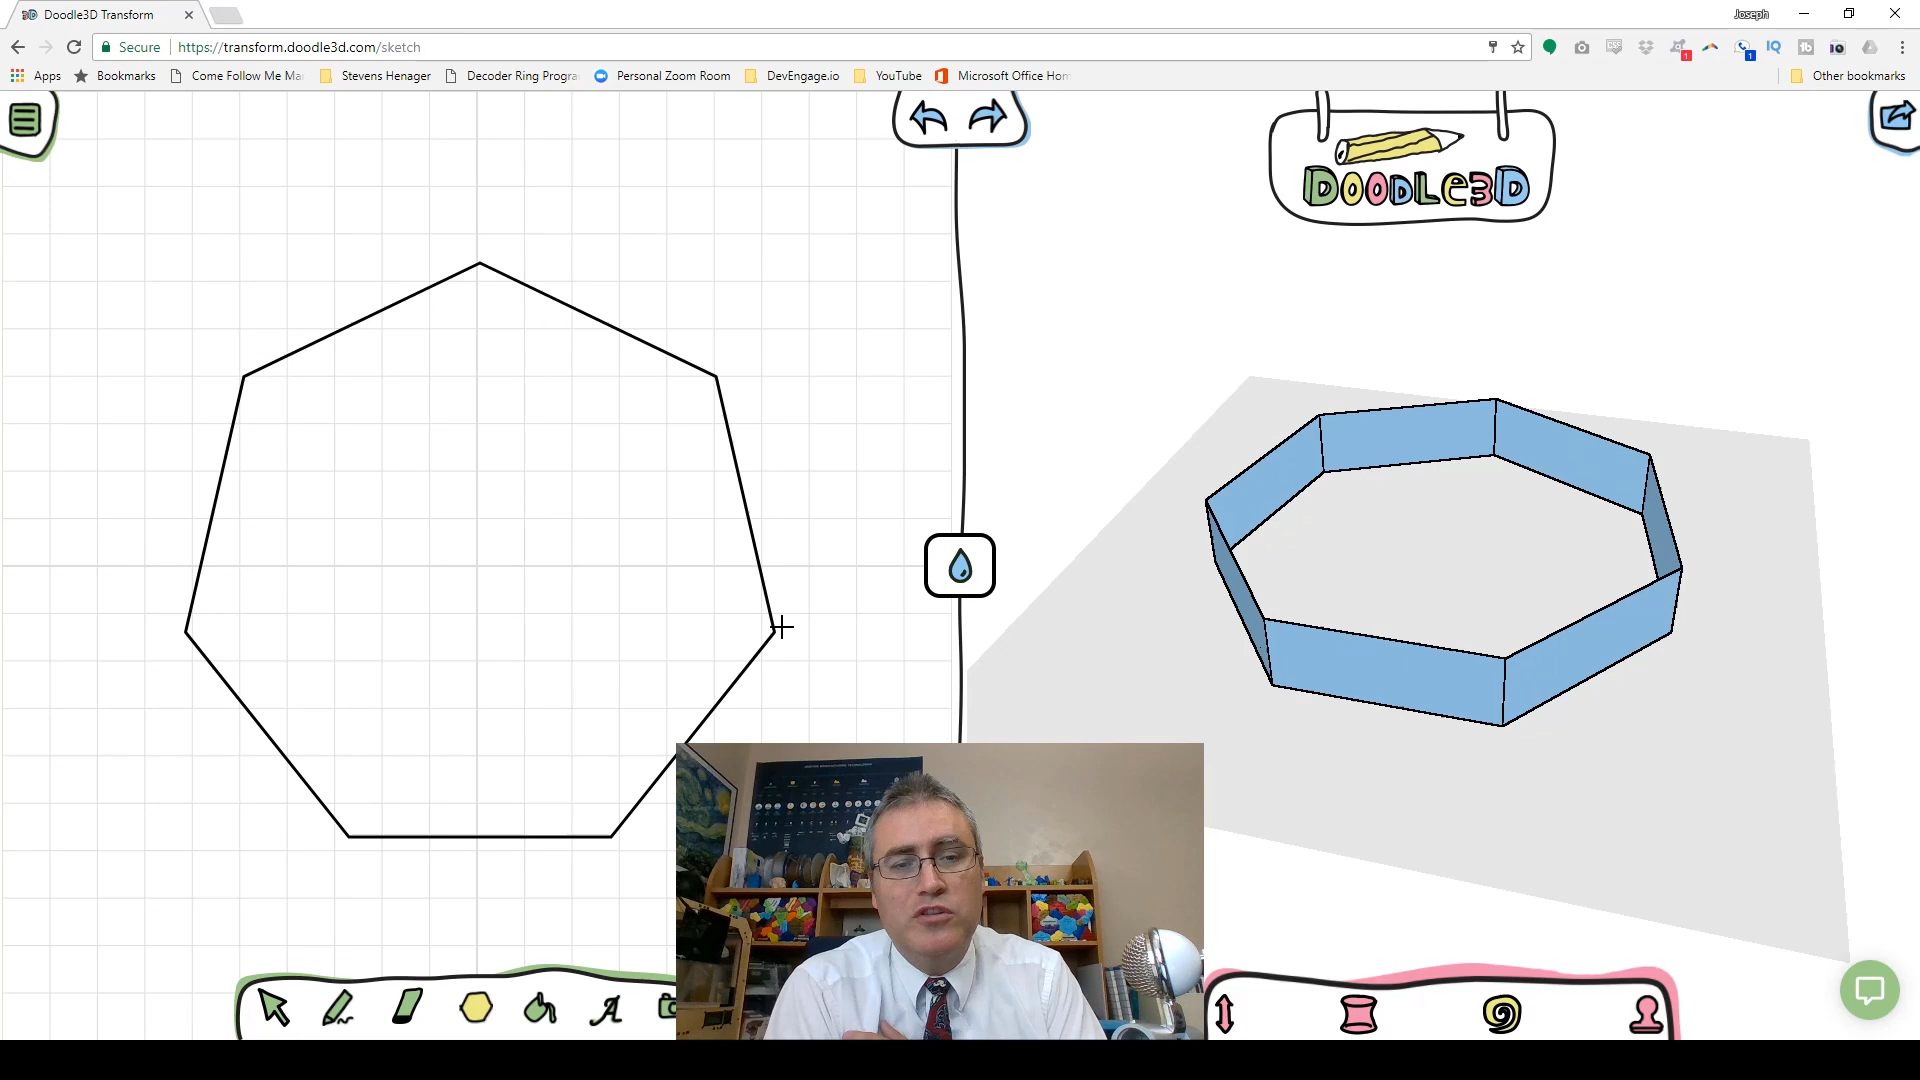 Doodle3D Transform
Joseph
Secure https://transform.doodle3d.com/sketch
Apps Bookmarks Come Follow Me Ma Stevens Henager Decoder Ring Progra Personal Zoom Room DevEngage.io YouTube Microsoft Office Hom Other bookmarks
DOODLe3D